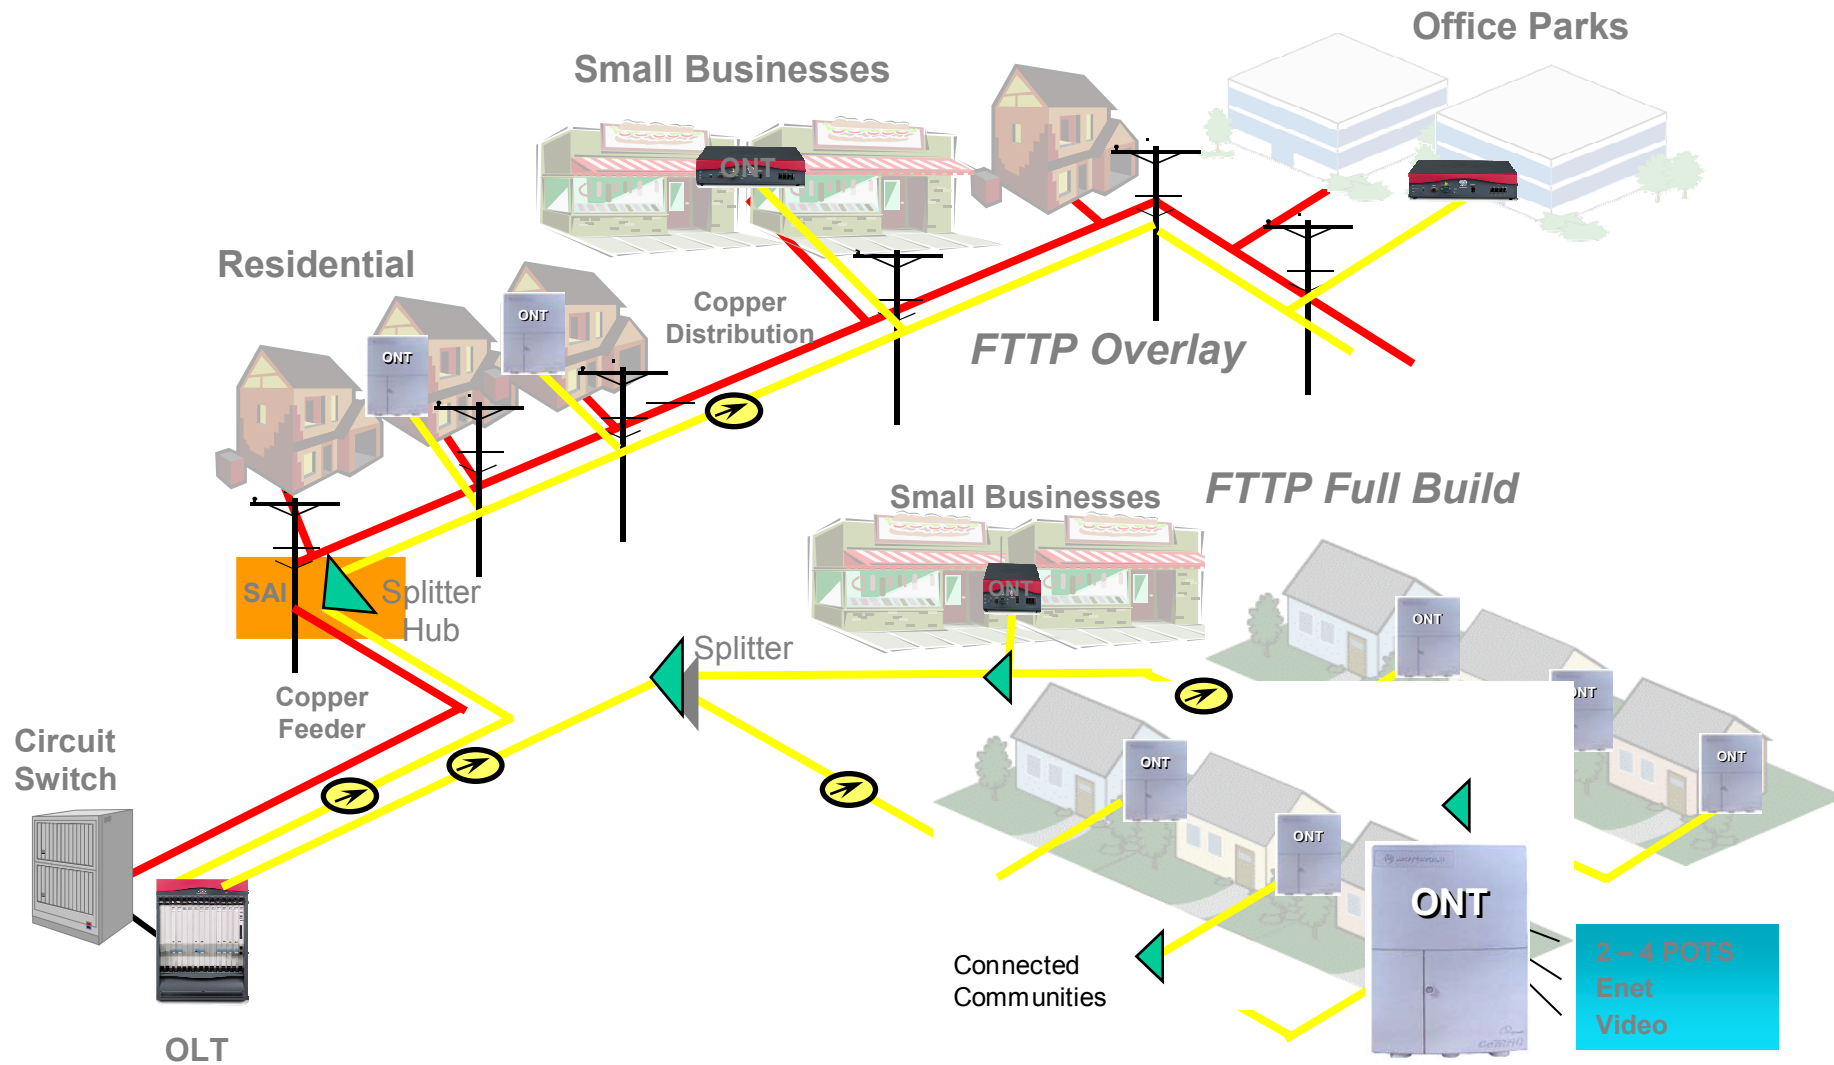 Office Parks
Small Businesses
ONT
Residential
ONT
ONT
Copper
Distribution
FTTP Overlay
Small Businesses
FTTP Full Build
ONT
SAI
Splitter
Hub
Splitter
ONT
ONT
Copper
Feeder
Circuit
Switch
ONT
ONT
ONT
ONT
Connected
Communities
2 – 4 POTS
Enet
Video
OLT